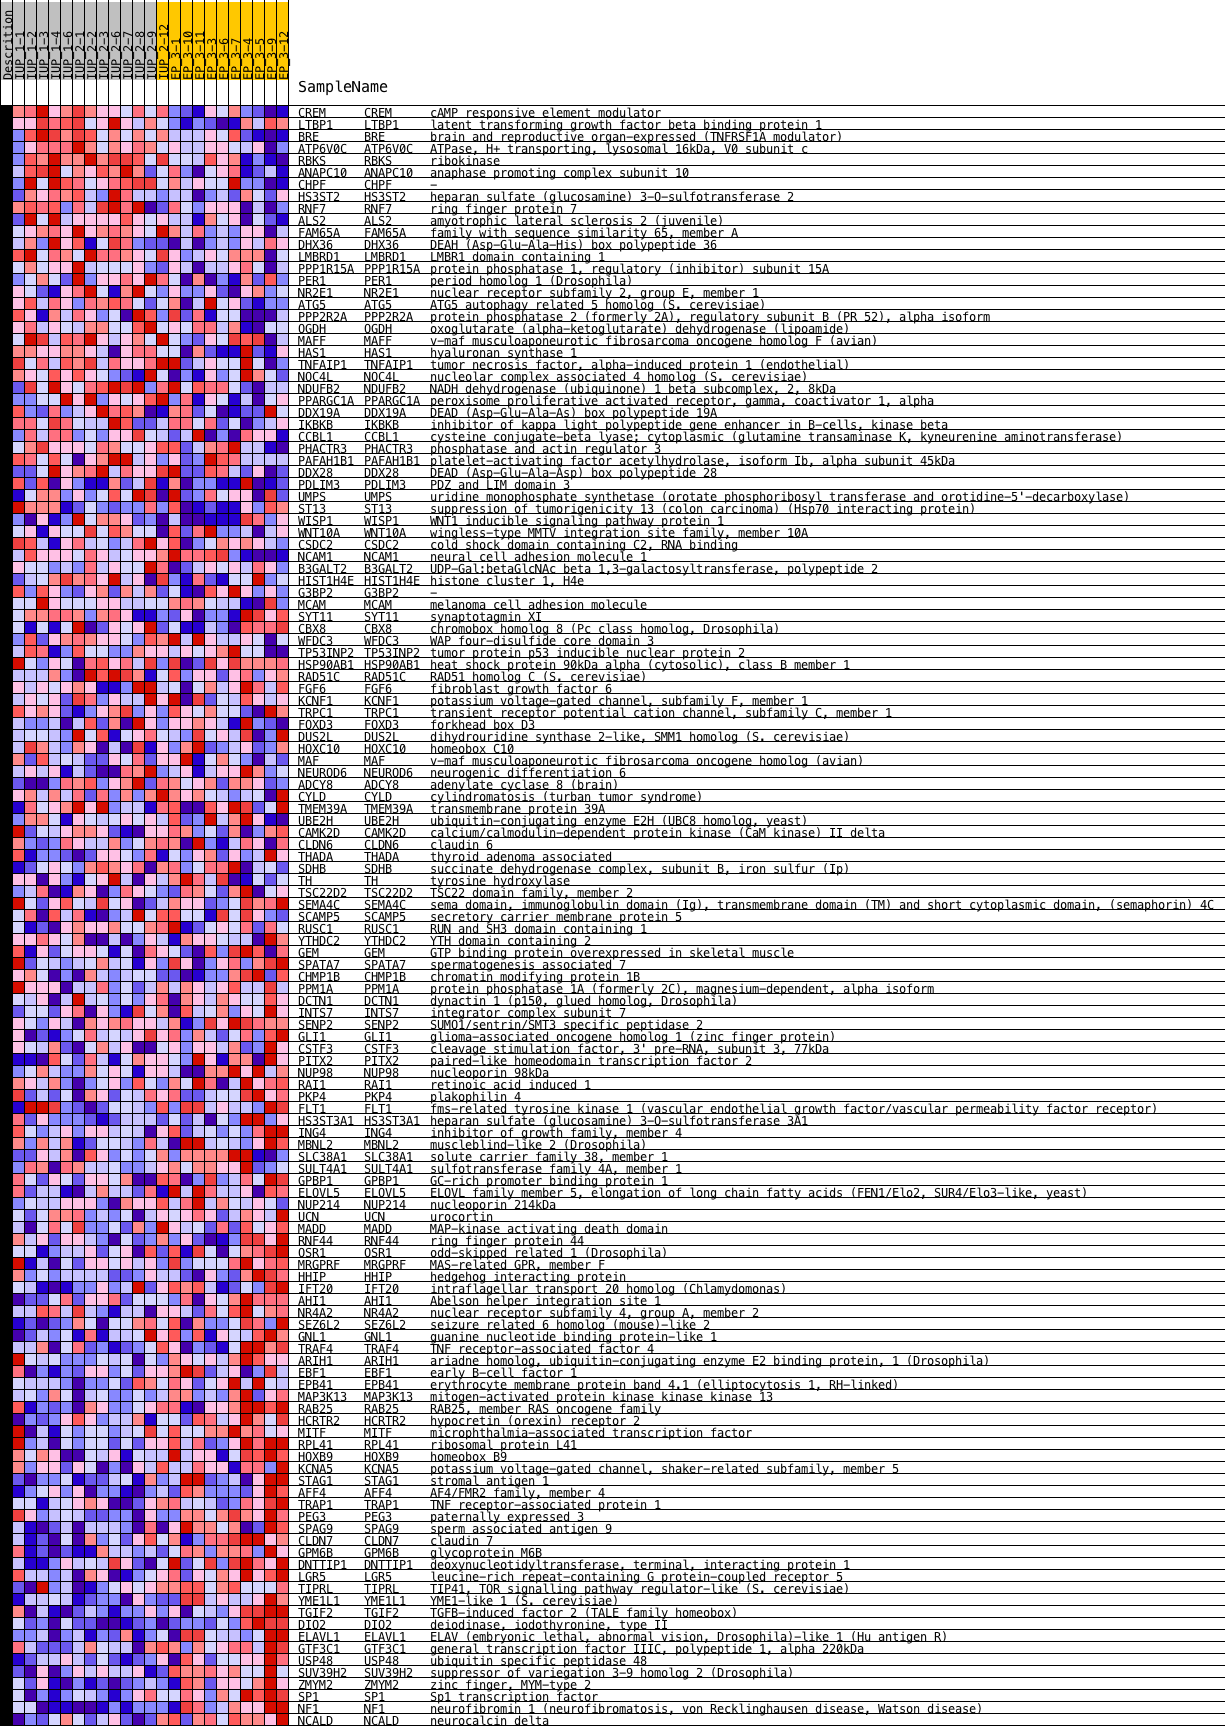 Descrition
IUP_1-1
IUP_1-2
IUP_1-3
IUP_1-4
IUP_1-6
IUP_2-1
IUP_2-2
IUP_2-3
IUP_2-6
IUP_2-7
IUP_2-8
IUP_2-9
IUP_2-12
EP_3-1
EP_3-10
EP_3-11
EP_3-3
EP_3-6
EP_3-7
EP_3-4
EP_3-5
EP_3-9
EP_3-12
SampleName
CREM CREM cAMP responsive element modulator
LTBP1 LTBP1 latent transforming growth factor beta binding protein 1
BRE BRE brain and reproductive organ-expressed (TNFRSF1A modulator)
ATP6V0C ATP6V0C ATPase, H+ transporting, lysosomal 16kDa, V0 subunit c
RBKS RBKS ribokinase
ANAPC10 ANAPC10 anaphase promoting complex subunit 10
CHPF CHPF -
HS3ST2 HS3ST2 heparan sulfate (glucosamine) 3-O-sulfotransferase 2
RNF7 RNF7 ring finger protein 7
ALS2 ALS2 amyotrophic lateral sclerosis 2 (juvenile)
FAM65A FAM65A family with sequence similarity 65, member A
DHX36 DHX36 DEAH (Asp-Glu-Ala-His) box polypeptide 36
LMBRD1 LMBRD1 LMBR1 domain containing 1
PPP1R15A PPP1R15A protein phosphatase 1, regulatory (inhibitor) subunit 15A
PER1 PER1 period homolog 1 (Drosophila)
NR2E1 NR2E1 nuclear receptor subfamily 2, group E, member 1
ATG5 ATG5 ATG5 autophagy related 5 homolog (S. cerevisiae)
PPP2R2A PPP2R2A protein phosphatase 2 (formerly 2A), regulatory subunit B (PR 52), alpha isoform
OGDH OGDH oxoglutarate (alpha-ketoglutarate) dehydrogenase (lipoamide)
MAFF MAFF v-maf musculoaponeurotic fibrosarcoma oncogene homolog F (avian)
HAS1 HAS1 hyaluronan synthase 1
TNFAIP1 TNFAIP1 tumor necrosis factor, alpha-induced protein 1 (endothelial)
NOC4L NOC4L nucleolar complex associated 4 homolog (S. cerevisiae)
NDUFB2 NDUFB2 NADH dehydrogenase (ubiquinone) 1 beta subcomplex, 2, 8kDa
PPARGC1A PPARGC1A peroxisome proliferative activated receptor, gamma, coactivator 1, alpha
DDX19A DDX19A DEAD (Asp-Glu-Ala-As) box polypeptide 19A
IKBKB IKBKB inhibitor of kappa light polypeptide gene enhancer in B-cells, kinase beta
CCBL1 CCBL1 cysteine conjugate-beta lyase; cytoplasmic (glutamine transaminase K, kyneurenine aminotransferase)
PHACTR3 PHACTR3 phosphatase and actin regulator 3
PAFAH1B1 PAFAH1B1 platelet-activating factor acetylhydrolase, isoform Ib, alpha subunit 45kDa
DDX28 DDX28 DEAD (Asp-Glu-Ala-Asp) box polypeptide 28
PDLIM3 PDLIM3 PDZ and LIM domain 3
UMPS UMPS uridine monophosphate synthetase (orotate phosphoribosyl transferase and orotidine-5'-decarboxylase)
ST13 ST13 suppression of tumorigenicity 13 (colon carcinoma) (Hsp70 interacting protein)
WISP1 WISP1 WNT1 inducible signaling pathway protein 1
WNT10A WNT10A wingless-type MMTV integration site family, member 10A
CSDC2 CSDC2 cold shock domain containing C2, RNA binding
NCAM1 NCAM1 neural cell adhesion molecule 1
B3GALT2 B3GALT2 UDP-Gal:betaGlcNAc beta 1,3-galactosyltransferase, polypeptide 2
HIST1H4E HIST1H4E histone cluster 1, H4e
G3BP2 G3BP2 -
MCAM MCAM melanoma cell adhesion molecule
SYT11 SYT11 synaptotagmin XI
CBX8 CBX8 chromobox homolog 8 (Pc class homolog, Drosophila)
WFDC3 WFDC3 WAP four-disulfide core domain 3
TP53INP2 TP53INP2 tumor protein p53 inducible nuclear protein 2
HSP90AB1 HSP90AB1 heat shock protein 90kDa alpha (cytosolic), class B member 1
RAD51C RAD51C RAD51 homolog C (S. cerevisiae)
FGF6 FGF6 fibroblast growth factor 6
KCNF1 KCNF1 potassium voltage-gated channel, subfamily F, member 1
TRPC1 TRPC1 transient receptor potential cation channel, subfamily C, member 1
FOXD3 FOXD3 forkhead box D3
DUS2L DUS2L dihydrouridine synthase 2-like, SMM1 homolog (S. cerevisiae)
HOXC10 HOXC10 homeobox C10
MAF MAF v-maf musculoaponeurotic fibrosarcoma oncogene homolog (avian)
NEUROD6 NEUROD6 neurogenic differentiation 6
ADCY8 ADCY8 adenylate cyclase 8 (brain)
CYLD CYLD cylindromatosis (turban tumor syndrome)
TMEM39A TMEM39A transmembrane protein 39A
UBE2H UBE2H ubiquitin-conjugating enzyme E2H (UBC8 homolog, yeast)
CAMK2D CAMK2D calcium/calmodulin-dependent protein kinase (CaM kinase) II delta
CLDN6 CLDN6 claudin 6
THADA THADA thyroid adenoma associated
SDHB SDHB succinate dehydrogenase complex, subunit B, iron sulfur (Ip)
TH TH tyrosine hydroxylase
TSC22D2 TSC22D2 TSC22 domain family, member 2
SEMA4C SEMA4C sema domain, immunoglobulin domain (Ig), transmembrane domain (TM) and short cytoplasmic domain, (semaphorin) 4C
SCAMP5 SCAMP5 secretory carrier membrane protein 5
RUSC1 RUSC1 RUN and SH3 domain containing 1
YTHDC2 YTHDC2 YTH domain containing 2
GEM GEM GTP binding protein overexpressed in skeletal muscle
SPATA7 SPATA7 spermatogenesis associated 7
CHMP1B CHMP1B chromatin modifying protein 1B
PPM1A PPM1A protein phosphatase 1A (formerly 2C), magnesium-dependent, alpha isoform
DCTN1 DCTN1 dynactin 1 (p150, glued homolog, Drosophila)
INTS7 INTS7 integrator complex subunit 7
SENP2 SENP2 SUMO1/sentrin/SMT3 specific peptidase 2
GLI1 GLI1 glioma-associated oncogene homolog 1 (zinc finger protein)
CSTF3 CSTF3 cleavage stimulation factor, 3' pre-RNA, subunit 3, 77kDa
PITX2 PITX2 paired-like homeodomain transcription factor 2
NUP98 NUP98 nucleoporin 98kDa
RAI1 RAI1 retinoic acid induced 1
PKP4 PKP4 plakophilin 4
FLT1 FLT1 fms-related tyrosine kinase 1 (vascular endothelial growth factor/vascular permeability factor receptor)
HS3ST3A1 HS3ST3A1 heparan sulfate (glucosamine) 3-O-sulfotransferase 3A1
ING4 ING4 inhibitor of growth family, member 4
MBNL2 MBNL2 muscleblind-like 2 (Drosophila)
SLC38A1 SLC38A1 solute carrier family 38, member 1
SULT4A1 SULT4A1 sulfotransferase family 4A, member 1
GPBP1 GPBP1 GC-rich promoter binding protein 1
ELOVL5 ELOVL5 ELOVL family member 5, elongation of long chain fatty acids (FEN1/Elo2, SUR4/Elo3-like, yeast)
NUP214 NUP214 nucleoporin 214kDa
UCN UCN urocortin
MADD MADD MAP-kinase activating death domain
RNF44 RNF44 ring finger protein 44
OSR1 OSR1 odd-skipped related 1 (Drosophila)
MRGPRF MRGPRF MAS-related GPR, member F
HHIP HHIP hedgehog interacting protein
IFT20 IFT20 intraflagellar transport 20 homolog (Chlamydomonas)
AHI1 AHI1 Abelson helper integration site 1
NR4A2 NR4A2 nuclear receptor subfamily 4, group A, member 2
SEZ6L2 SEZ6L2 seizure related 6 homolog (mouse)-like 2
GNL1 GNL1 guanine nucleotide binding protein-like 1
TRAF4 TRAF4 TNF receptor-associated factor 4
ARIH1 ARIH1 ariadne homolog, ubiquitin-conjugating enzyme E2 binding protein, 1 (Drosophila)
EBF1 EBF1 early B-cell factor 1
EPB41 EPB41 erythrocyte membrane protein band 4.1 (elliptocytosis 1, RH-linked)
MAP3K13 MAP3K13 mitogen-activated protein kinase kinase kinase 13
RAB25 RAB25 RAB25, member RAS oncogene family
HCRTR2 HCRTR2 hypocretin (orexin) receptor 2
MITF MITF microphthalmia-associated transcription factor
RPL41 RPL41 ribosomal protein L41
HOXB9 HOXB9 homeobox B9
KCNA5 KCNA5 potassium voltage-gated channel, shaker-related subfamily, member 5
STAG1 STAG1 stromal antigen 1
AFF4 AFF4 AF4/FMR2 family, member 4
TRAP1 TRAP1 TNF receptor-associated protein 1
PEG3 PEG3 paternally expressed 3
SPAG9 SPAG9 sperm associated antigen 9
CLDN7 CLDN7 claudin 7
GPM6B GPM6B glycoprotein M6B
DNTTIP1 DNTTIP1 deoxynucleotidyltransferase, terminal, interacting protein 1
LGR5 LGR5 leucine-rich repeat-containing G protein-coupled receptor 5
TIPRL TIPRL TIP41, TOR signalling pathway regulator-like (S. cerevisiae)
YME1L1 YME1L1 YME1-like 1 (S. cerevisiae)
TGIF2 TGIF2 TGFB-induced factor 2 (TALE family homeobox)
DIO2 DIO2 deiodinase, iodothyronine, type II
ELAVL1 ELAVL1 ELAV (embryonic lethal, abnormal vision, Drosophila)-like 1 (Hu antigen R)
GTF3C1 GTF3C1 general transcription factor IIIC, polypeptide 1, alpha 220kDa
USP48 USP48 ubiquitin specific peptidase 48
SUV39H2 SUV39H2 suppressor of variegation 3-9 homolog 2 (Drosophila)
ZMYM2 ZMYM2 zinc finger, MYM-type 2
SP1 SP1 Sp1 transcription factor
NF1 NF1 neurofibromin 1 (neurofibromatosis, von Recklinghausen disease, Watson disease)
NCALD NCALD neurocalcin delta